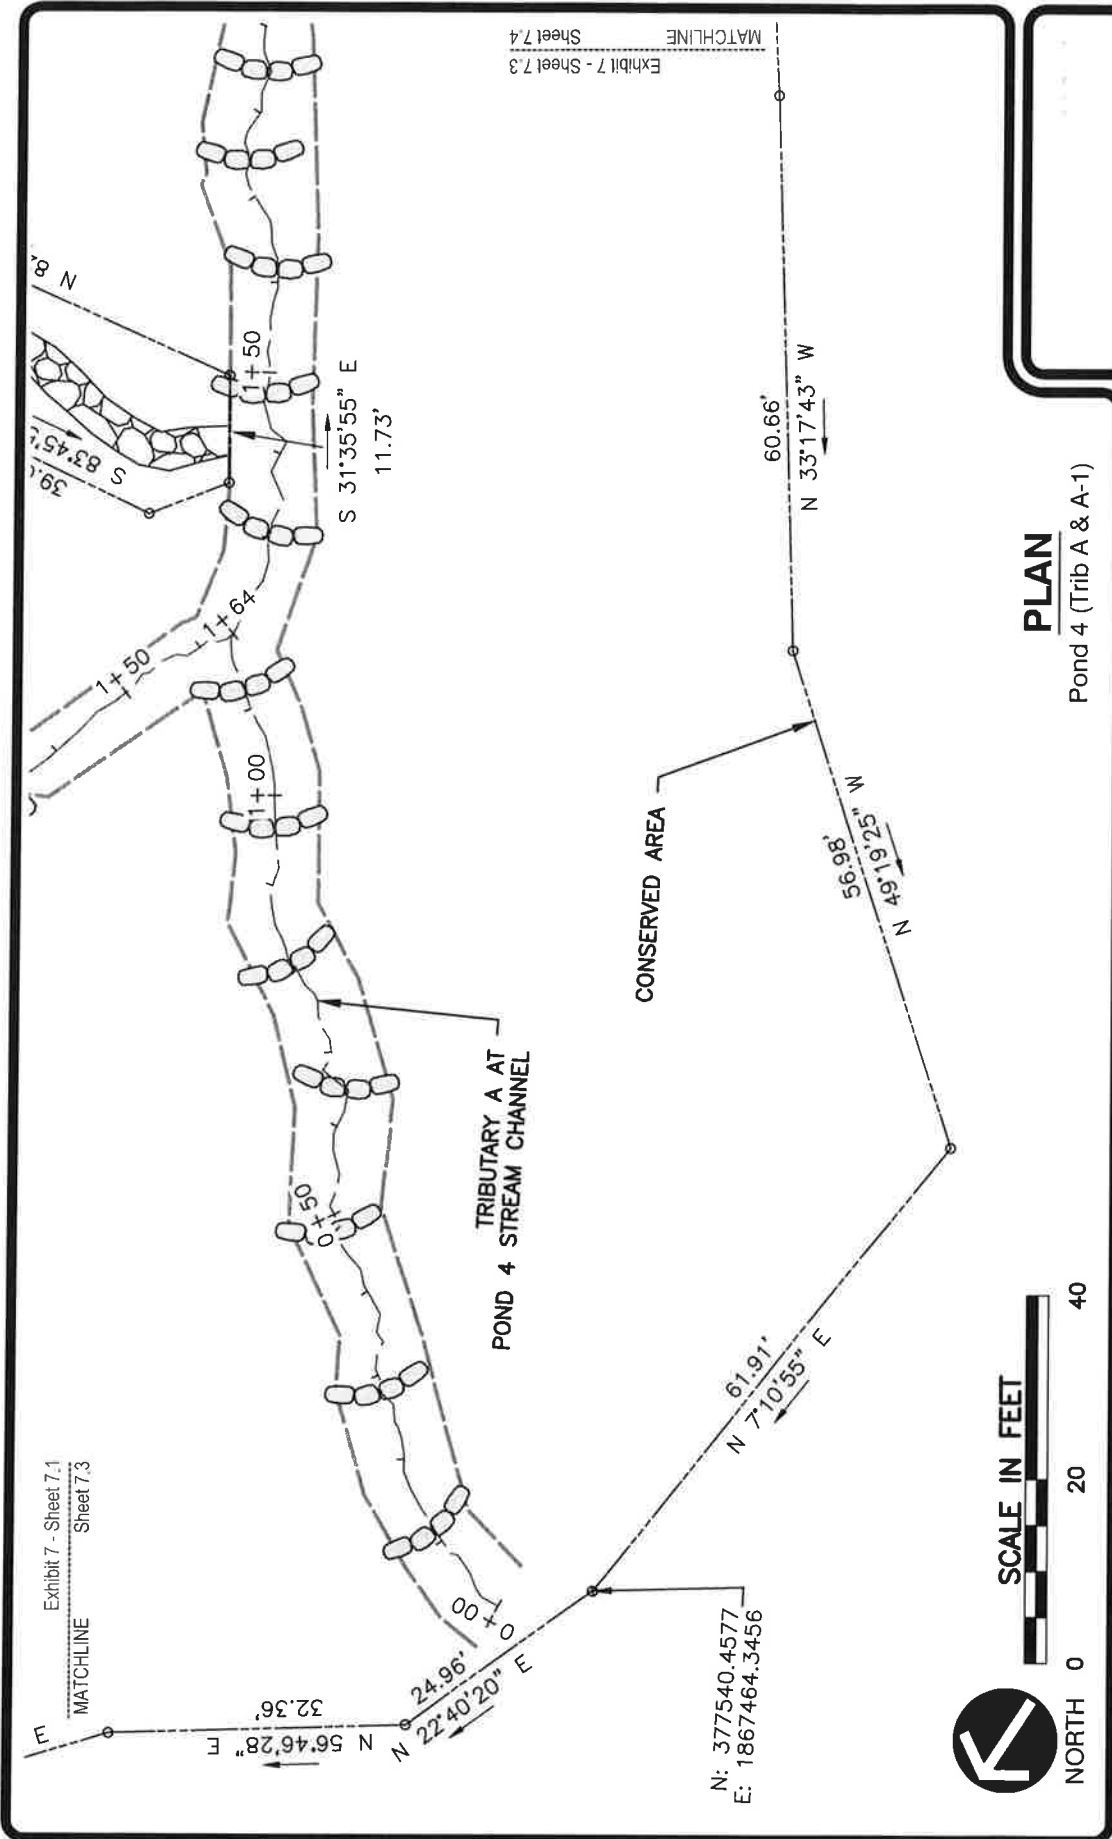 Exhibit 7 - Sheet 7.1
MATCHLINE Sheet 7.3
E
N 56°46'28" E
32.36'
24.96'
N 22°40'20" E
0+00
0+50
1+00
1+50
1+64
1+50
39.
S 83°45'
N 8
S 31°35'55" E
11.73'
Exhibit 7 - Sheet 7.3
MATCHLINE Sheet 7.4
TRIBUTARY A AT
POND 4 STREAM CHANNEL
CONSERVED AREA
60.66'
N 33°17'43" W
56.98'
N 49°19'25" W
61.91'
N 7°10'55" E
N: 377540.4577
E: 1867464.3456
NORTH
SCALE IN FEET
0 20 40
PLAN
Pond 4 (Trib A & A-1)